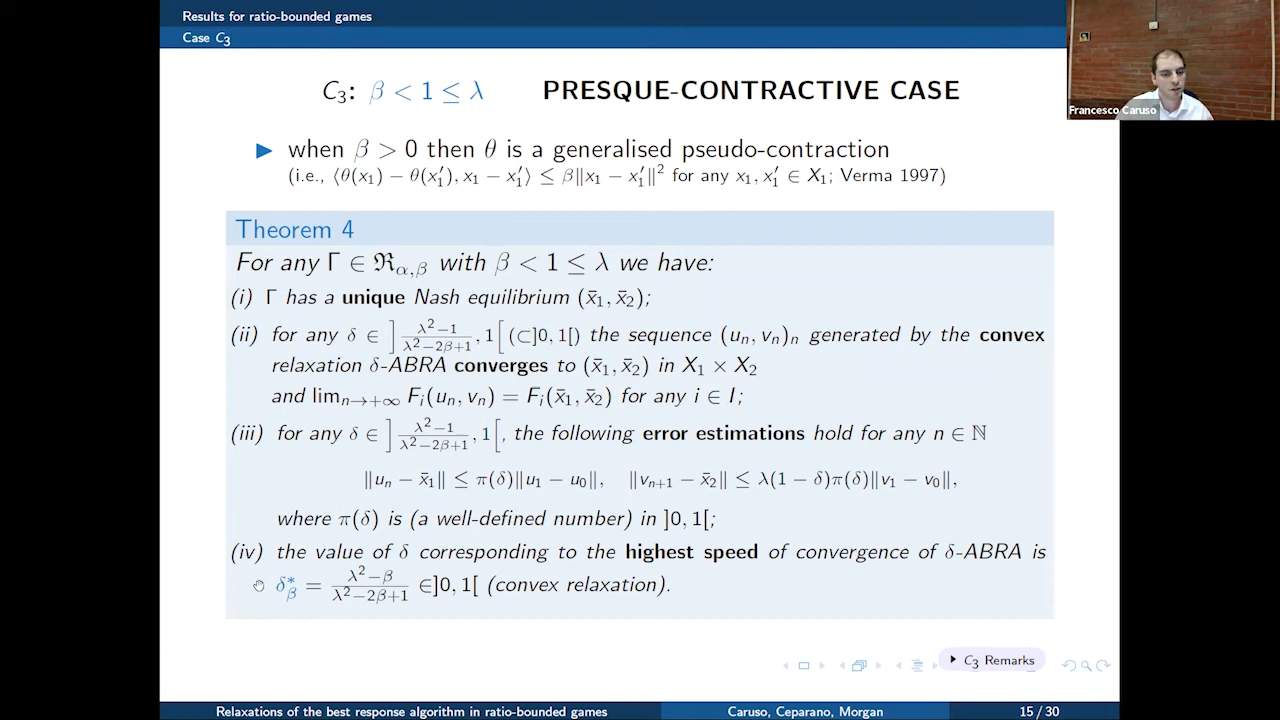 Results for ratio-bounded games
Case C₃
Francesco Caruso
C₃: β < 1 ≤ λ PRESQUE-CONTRACTIVE CASE
▶ when β > 0 then θ is a generalised pseudo-contraction
(i.e., ⟨θ(x₁) − θ(x₁′), x₁ − x₁′⟩ ≤ β‖x₁ − x₁′‖² for any x₁, x₁′ ∈ X₁; Verma 1997)
Theorem 4
For any Γ ∈ ℜ_{α,β} with β < 1 ≤ λ we have:
(i) Γ has a unique Nash equilibrium (x̄₁, x̄₂);
(ii) for any δ ∈ ](λ²−1)/(λ²−2β+1), 1[ (⊂]0, 1[) the sequence (uₙ, vₙ)ₙ generated by the convex
relaxation δ-ABRA converges to (x̄₁, x̄₂) in X₁ × X₂
and limₙ→+∞ Fᵢ(uₙ, vₙ) = Fᵢ(x̄₁, x̄₂) for any i ∈ I;
(iii) for any δ ∈ ](λ²−1)/(λ²−2β+1), 1[, the following error estimations hold for any n ∈ ℕ
‖uₙ − x̄₁‖ ≤ π(δ)‖u₁ − u₀‖, ‖vₙ₊₁ − x̄₂‖ ≤ λ(1 − δ)π(δ)‖v₁ − v₀‖,
where π(δ) is (a well-defined number) in ]0, 1[;
(iv) the value of δ corresponding to the highest speed of convergence of δ-ABRA is
δ*_β = (λ²−β)/(λ²−2β+1) ∈]0, 1[ (convex relaxation).
▶ C₃ Remarks
Relaxations of the best response algorithm in ratio-bounded games
Caruso, Ceparano, Morgan
15 / 30